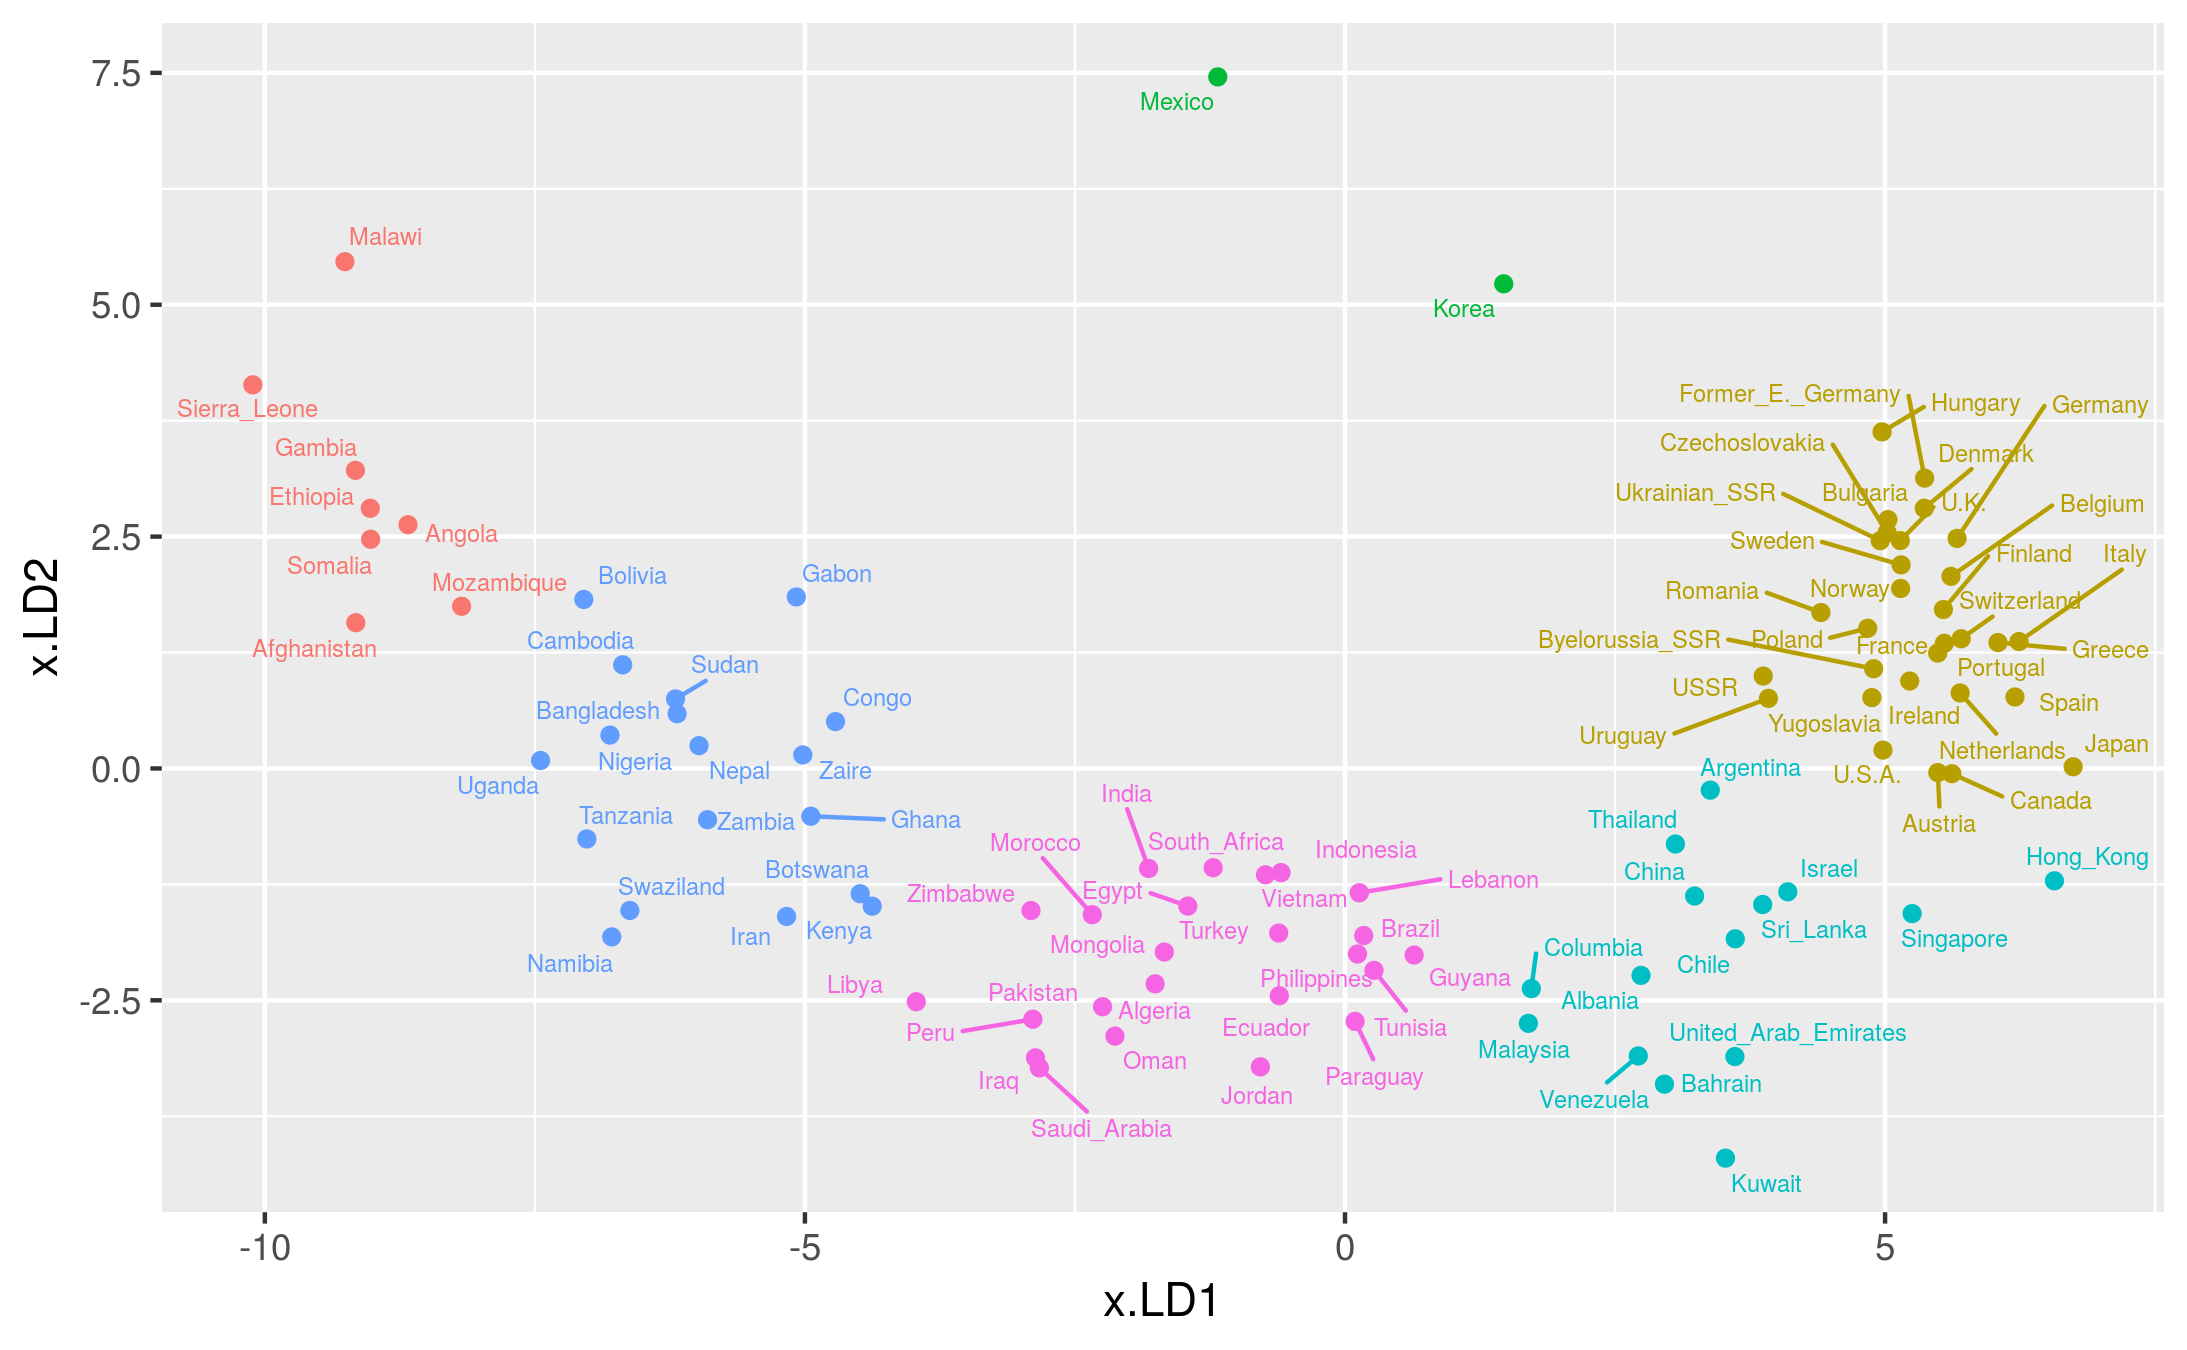 7.5
Mexico
Malawi
5.0
Korea
Sierra_Leone
Former_E._Germany
Hungary
Germany
Gambia
Czechoslovakia
Denmark
Ethiopia
Ukrainian_SSR
Bulgaria
U.K.
Belgium
2.5
Angola
Sweden
Finland
Italy
Somalia
Mozambique
Bolivia
Gabon
Romania
Norway
Switzerland
Afghanistan
Cambodia
Byelorussia_SSR
Poland
France
Greece
Sudan
Portugal
USSR
Congo
Spain
Bangladesh
Yugoslavia
Ireland
Uruguay
Netherlands
Japan
0.0
Uganda
Nigeria
Nepal
Zaire
Argentina
U.S.A.
India
Canada
Tanzania
Zambia
Ghana
Thailand
Austria
Morocco
South_Africa
Indonesia
Hong_Kong
Botswana
China
Israel
Swaziland
Zimbabwe
Egypt
Vietnam
Lebanon
Iran
Kenya
Mongolia
Turkey
Brazil
Columbia
Sri_Lanka
Singapore
Namibia
Chile
Libya
Pakistan
Philippines
Guyana
Albania
-2.5
Peru
Algeria
Ecuador
Tunisia
United_Arab_Emirates
Oman
Malaysia
Iraq
Jordan
Paraguay
Venezuela
Bahrain
Saudi_Arabia
Kuwait
-10
-5
0
5
x.LD1
x.LD2